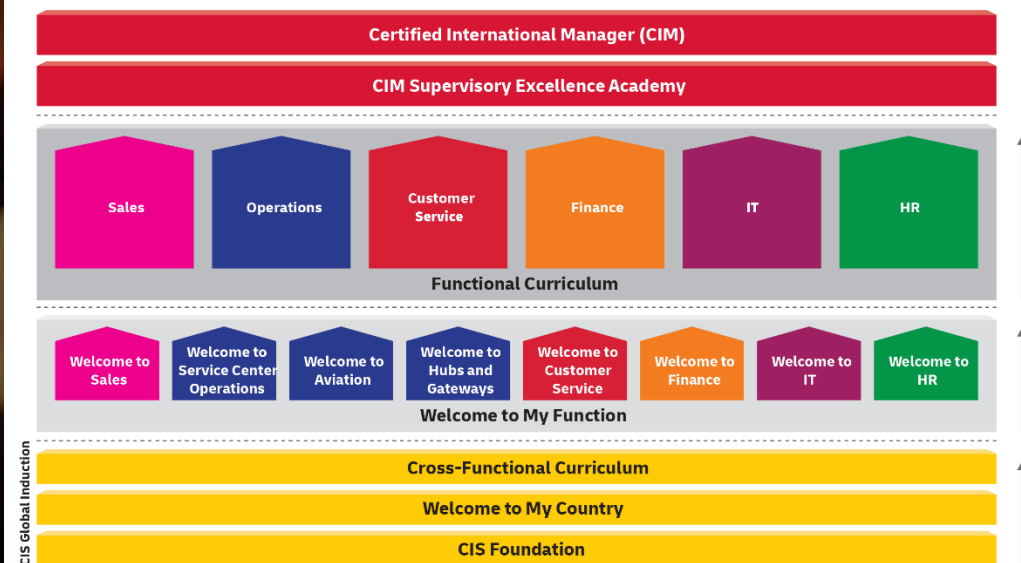 Certified International Manager (CIM)
CIM Supervisory Excellence Academy
Sales
Operations
Customer
Service
Finance
IT
HR
Functional Curriculum
Welcome to
Sales
Welcome to
Service Center
Operations
Welcome to
Aviation
Welcome to
Hubs and
Gateways
Welcome to
Customer
Service
Welcome to
Finance
Welcome to
IT
Welcome to
HR
Welcome to My Function
CIS Global Induction
Cross-Functional Curriculum
Welcome to My Country
CIS Foundation